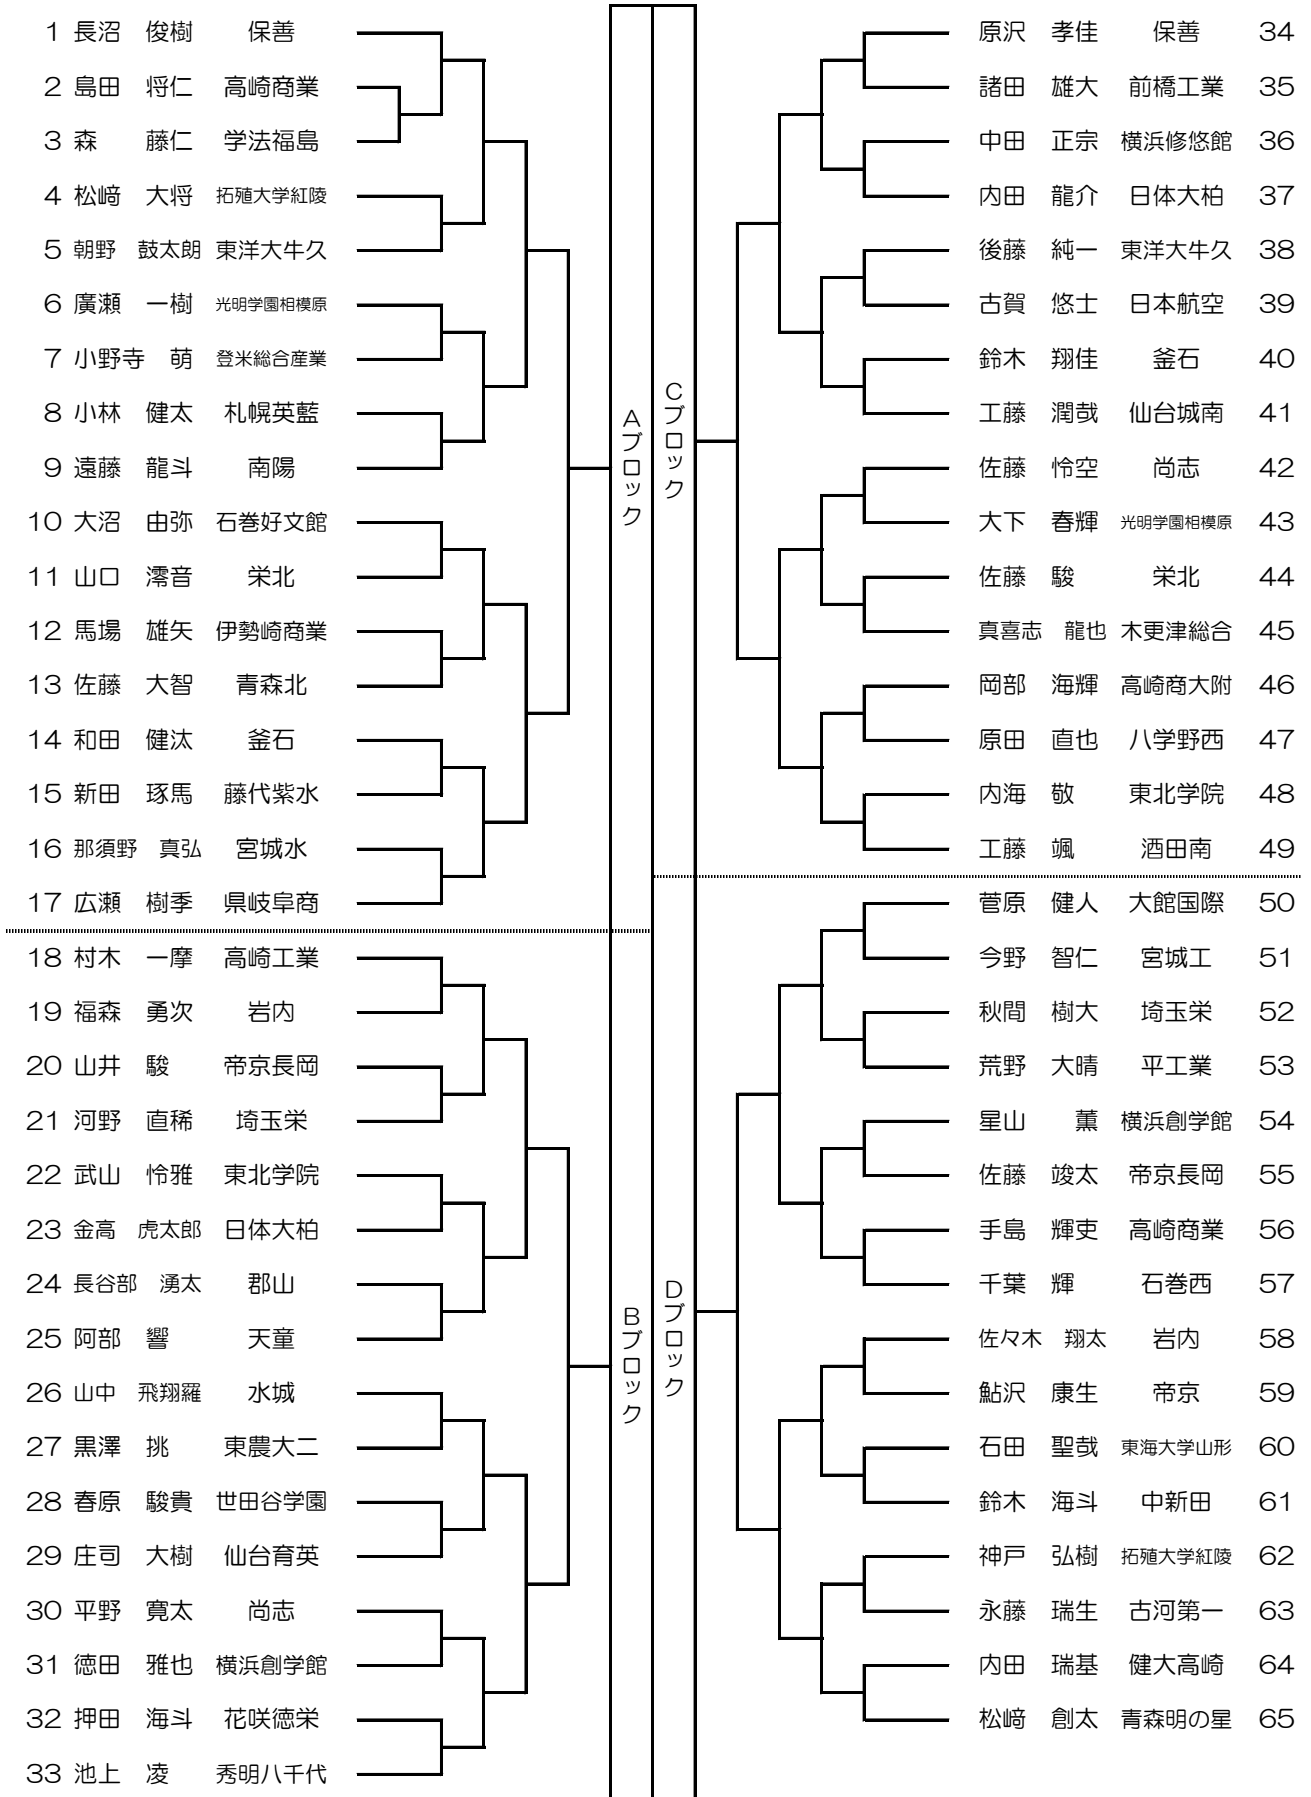 1 長沼 俊樹 保善
2 島田 将仁 高崎商業
3 森 藤仁 学法福島
4 松﨑 大将 拓殖大学紅陵
5 朝野 鼓太朗 東洋大牛久
6 廣瀬 一樹 光明学園相模原
7 小野寺 萌 登米総合産業
8 小林 健太 札幌英藍
9 遠藤 龍斗 南陽
10 大沼 由弥 石巻好文館
11 山口 澪音 栄北
12 馬場 雄矢 伊勢崎商業
13 佐藤 大智 青森北
14 和田 健汰 釜石
15 新田 琢馬 藤代紫水
16 那須野 真弘 宮城水
17 広瀬 樹季 県岐阜商
18 村木 一摩 高崎工業
19 福森 勇次 岩内
20 山井 駿 帝京長岡
21 河野 直稀 埼玉栄
22 武山 怜雅 東北学院
23 金高 虎太郎 日体大柏
24 長谷部 湧太 郡山
25 阿部 響 天童
26 山中 飛翔羅 水城
27 黒澤 挑 東農大二
28 春原 駿貴 世田谷学園
29 庄司 大樹 仙台育英
30 平野 寛太 尚志
31 徳田 雅也 横浜創学館
32 押田 海斗 花咲徳栄
33 池上 凌 秀明八千代
Aブロック
Bブロック
Cブロック
Dブロック
原沢 孝佳 保善 34
諸田 雄大 前橋工業 35
中田 正宗 横浜修悠館 36
内田 龍介 日体大柏 37
後藤 純一 東洋大牛久 38
古賀 悠士 日本航空 39
鈴木 翔佳 釜石 40
工藤 潤哉 仙台城南 41
佐藤 怜空 尚志 42
大下 春輝 光明学園相模原 43
佐藤 駿 栄北 44
真喜志 龍也 木更津総合 45
岡部 海輝 高崎商大附 46
原田 直也 八学野西 47
内海 敬 東北学院 48
工藤 颯 酒田南 49
菅原 健人 大館国際 50
今野 智仁 宮城工 51
秋間 樹大 埼玉栄 52
荒野 大晴 平工業 53
星山 薫 横浜創学館 54
佐藤 竣太 帝京長岡 55
手島 輝吏 高崎商業 56
千葉 輝 石巻西 57
佐々木 翔太 岩内 58
鮎沢 康生 帝京 59
石田 聖哉 東海大学山形 60
鈴木 海斗 中新田 61
神戸 弘樹 拓殖大学紅陵 62
永藤 瑞生 古河第一 63
内田 瑞基 健大高崎 64
松﨑 創太 青森明の星 65